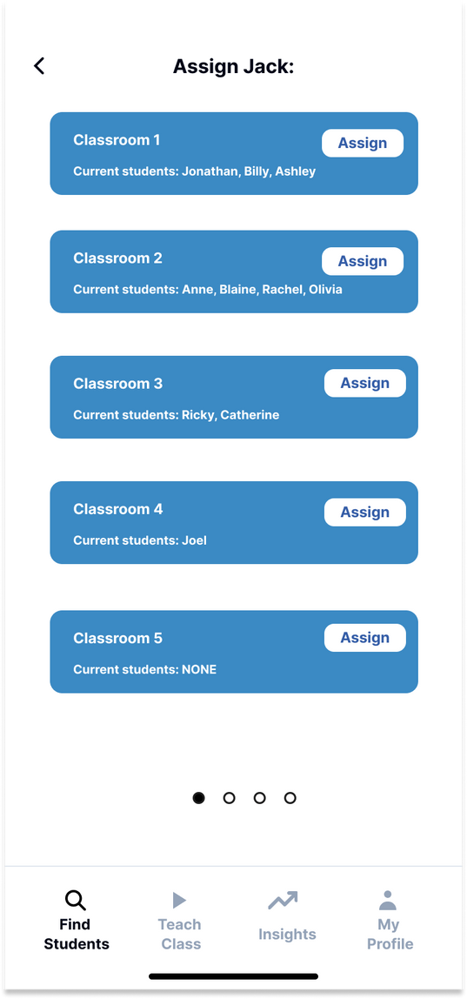 Assign Jack:
Classroom 1
Assign
Current students: Jonathan, Billy, Ashley
Classroom 2
Assign
Current students: Anne, Blaine, Rachel, Olivia
Classroom 3
Assign
Current students: Ricky, Catherine
Classroom 4
Assign
Current students: Joel
Classroom 5
Assign
Current students: NONE
Find
Students
Teach
Class
Insights
My
Profile